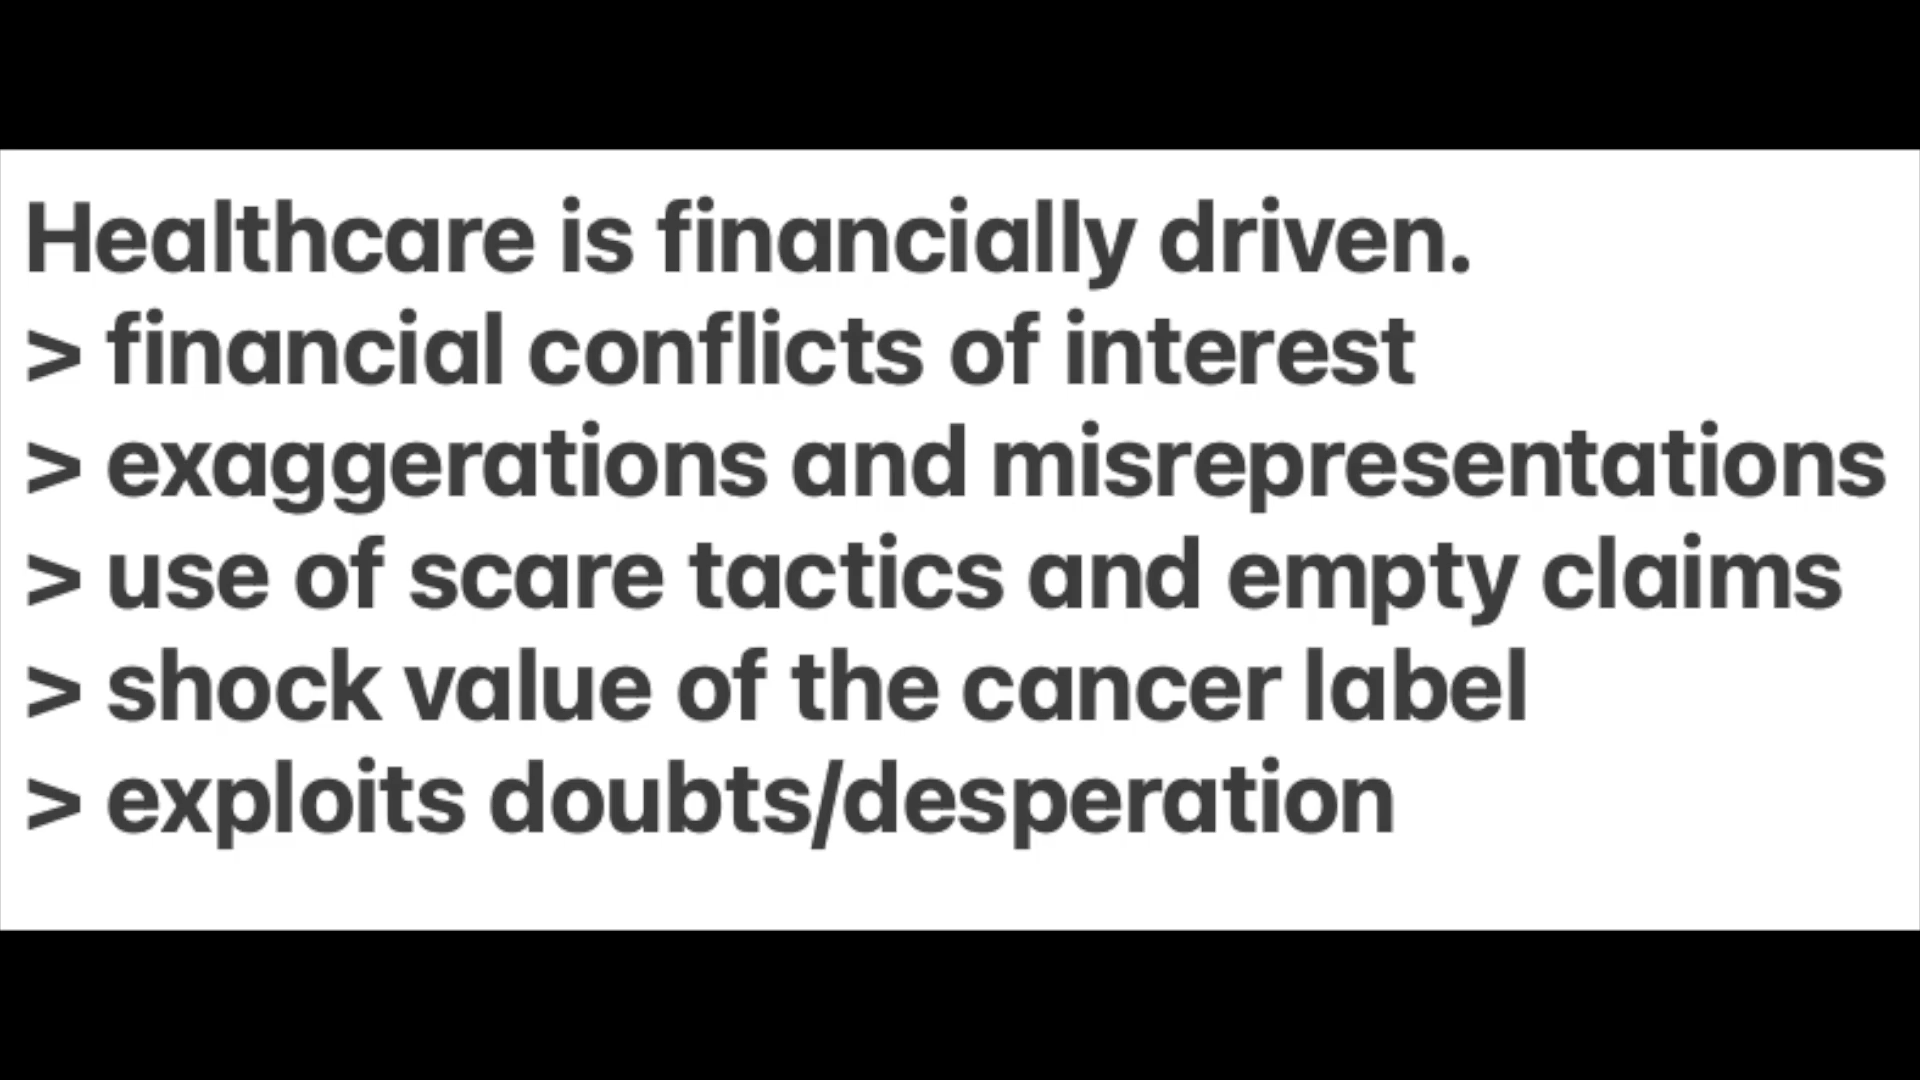 Healthcare is financially driven.
> financial conflicts of interest
> exaggerations and misrepresentations
> use of scare tactics and empty claims
> shock value of the cancer label
> exploits doubts/desperation